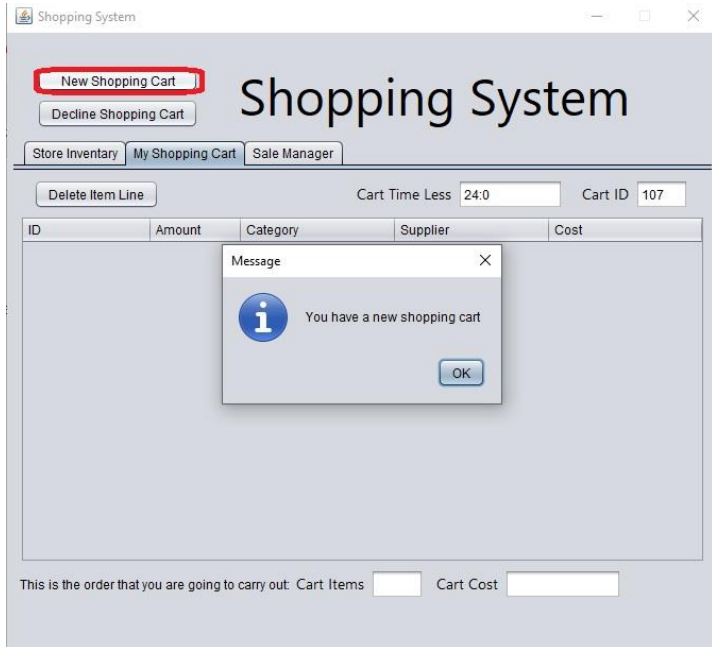 Shopping System
New Shopping Cart
Decline Shopping Cart
Shopping System
Store Inventory My Shopping Cart Sale Manager
Delete Item Line Cart Time Less 24:0 Cart ID 107
ID Amount Category Supplier Cost
Message
You have a new shopping cart
OK
This is the order that you are going to carry out: Cart Items Cart Cost